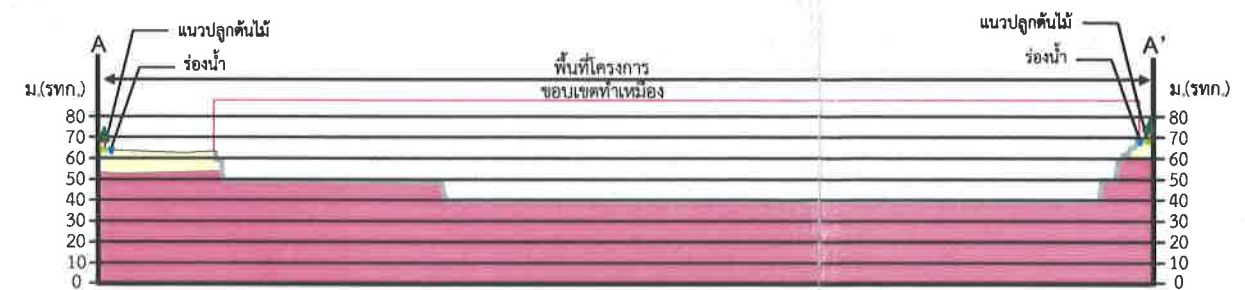 แนวปลูกต้นไม้
แนวปลูกต้นไม้
A
A'
ร่องน้ำ
ร่องน้ำ
พื้นที่โครงการ
ม.(รทก.)
ขอบเขตทำเหมือง
ม.(รทก.)
80
80
70
70
60
60
50
50
40
40
30
30
20
20
10
10
0
0